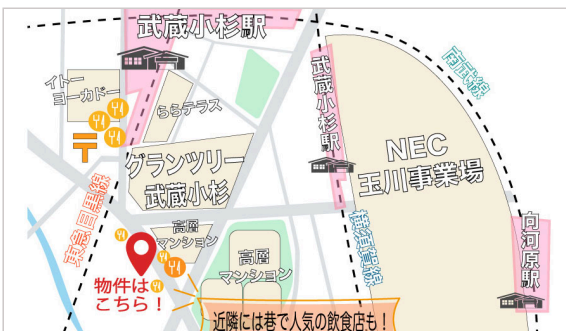 武蔵小杉駅
イトー
ヨーカドー
ららテラス
武蔵小杉駅
南武線
NEC
玉川事業場
グランツリー
武蔵小杉
東急目黒線
高層
マンション
高層
マンション
横須賀線
向河原駅
物件は
こちら！
近隣には巷で人気の飲食店も！